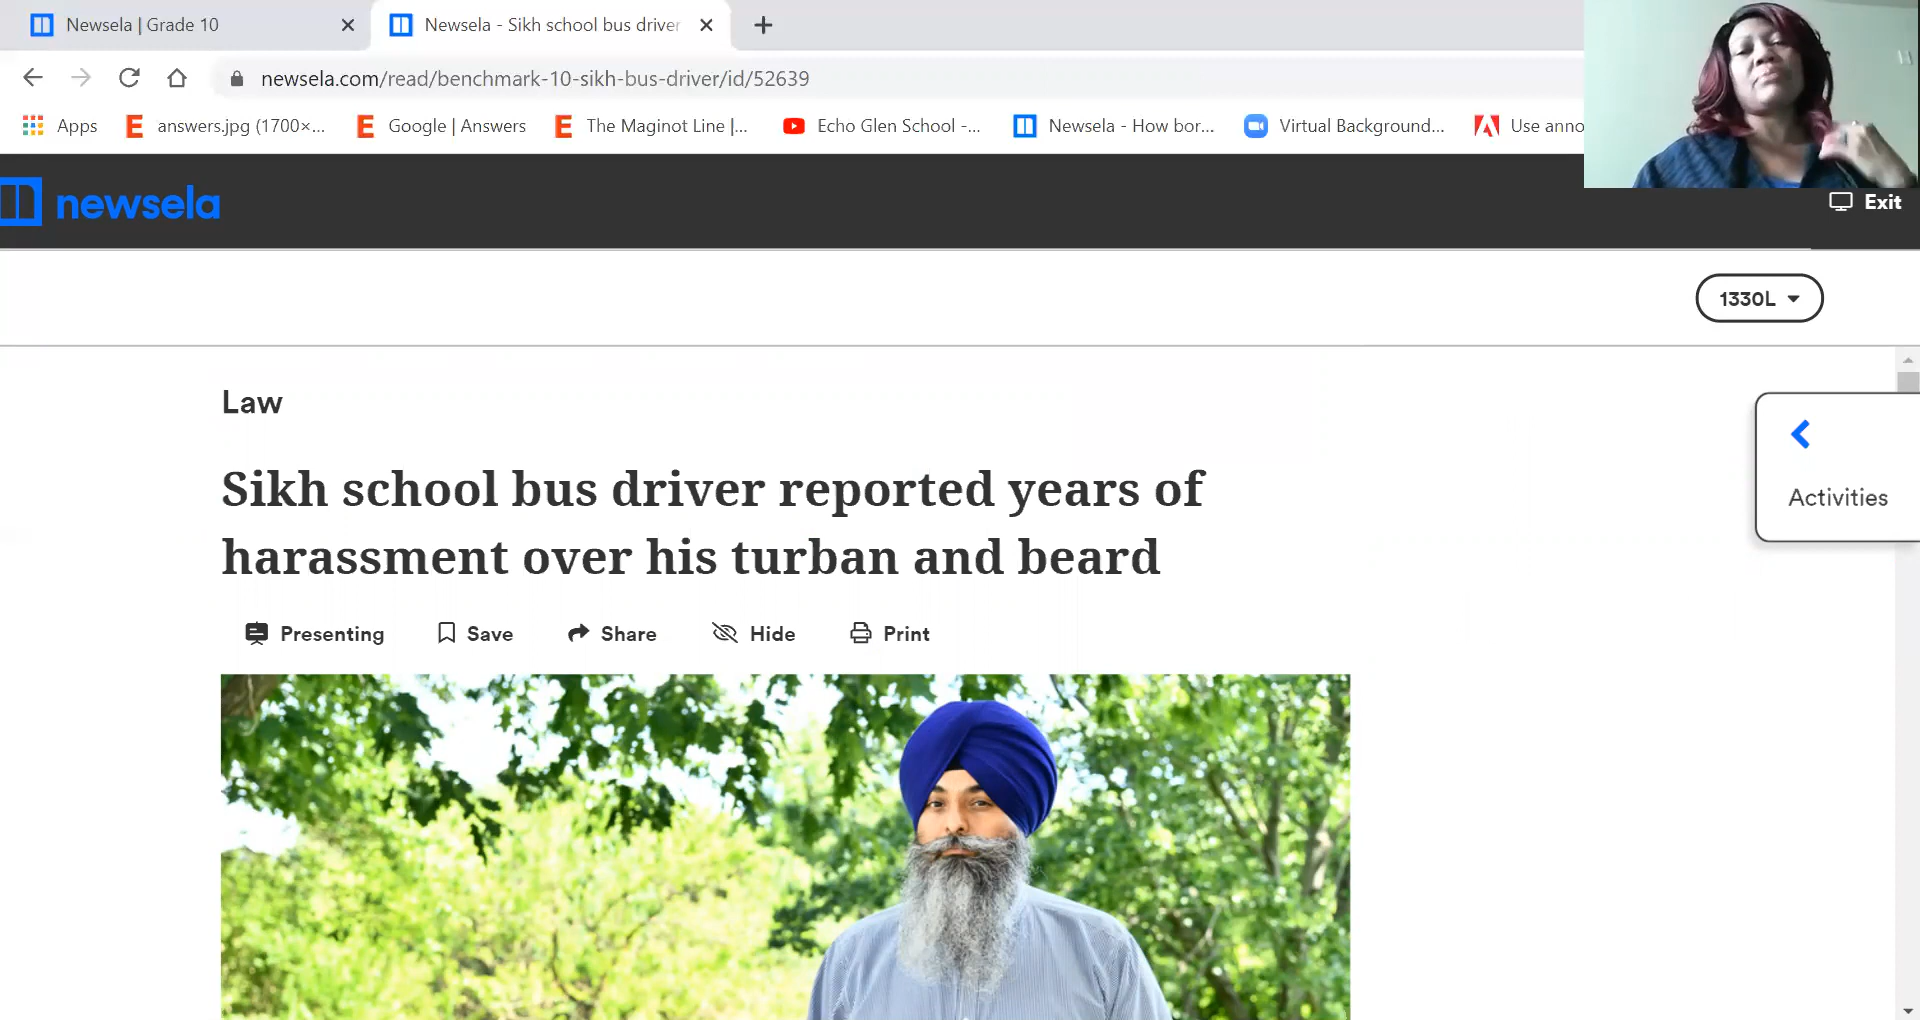 Newsela | Grade 10
Newsela - Sikh school bus driver
newsela.com/read/benchmark-10-sikh-bus-driver/id/52639
Apps
answers.jpg (1700×...
Google | Answers
The Maginot Line |...
Echo Glen School -...
Newsela - How bor...
Virtual Background...
Use anno
newsela
Exit
1330L
Law
Activities
Sikh school bus driver reported years of
harassment over his turban and beard
Presenting
Save
Share
Hide
Print